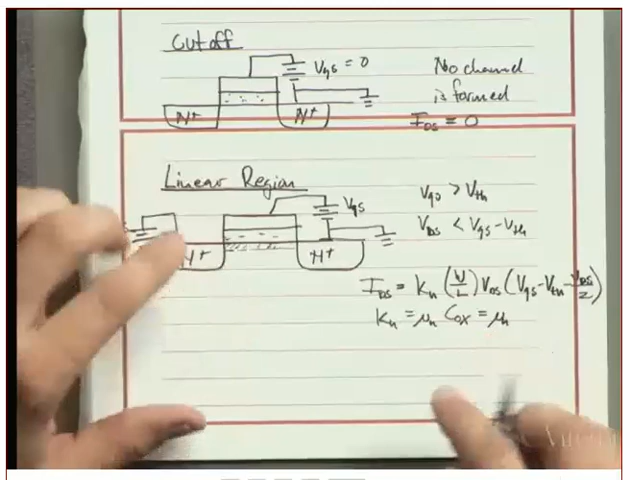 Cutoff
Vgs = 0
No channel
is formed
N+ N+
IDS = 0
Linear Region
Vgs
Vgs > Vth
VDS < Vgs - Vth
N+ N+
IDS = Kn (W/L) VDS (Vgs - Vth - VDS/2)
Kn = μn Cox = μn